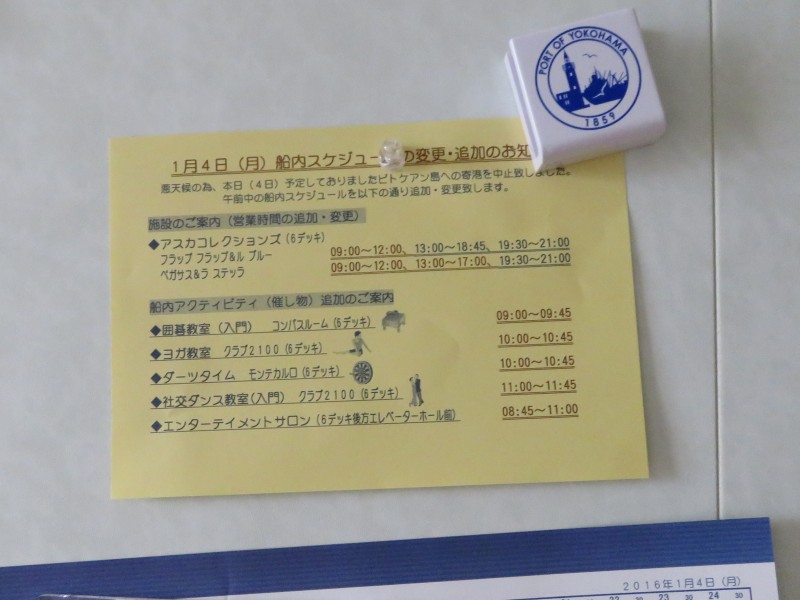 PORT OF YOKOHAMA
1859
1月4日（月）船内スケジュー の変更・追加のお知
悪天候の為、本日（4日）予定しておりましたピトケアン島への寄港を中止致しました。
午前中の船内スケジュールを以下の通り追加・変更致します。
施設のご案内（営業時間の追加・変更）
◆アスカコレクションズ（6デッキ）
フラップ フラップ&ル ブルー 09:00～12:00、13:00～18:45、19:30～21:00
ペガサス&ラ ステッラ 09:00～12:00、13:00～17:00、19:30～21:00
船内アクティビティ（催し物）追加のご案内
◆囲碁教室（入門） コンパスルーム（6デッキ） 09:00～09:45
◆ヨガ教室 クラブ2100（6デッキ） 10:00～10:45
◆ダーツタイム モンテカルロ（6デッキ） 10:00～10:45
◆社交ダンス教室（入門） クラブ2100（6デッキ） 11:00～11:45
◆エンターテイメントサロン（6デッキ後方エレベーターホール前） 08:45～11:00
2016年1月4日（月）
22 30 23 30 24 30